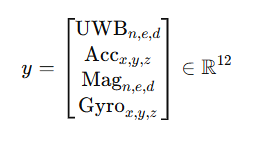 UWB_{n,e,d}
Acc_{x,y,z}
y = ∈ ℝ^{12}
Mag_{n,e,d}
Gyro_{x,y,z}